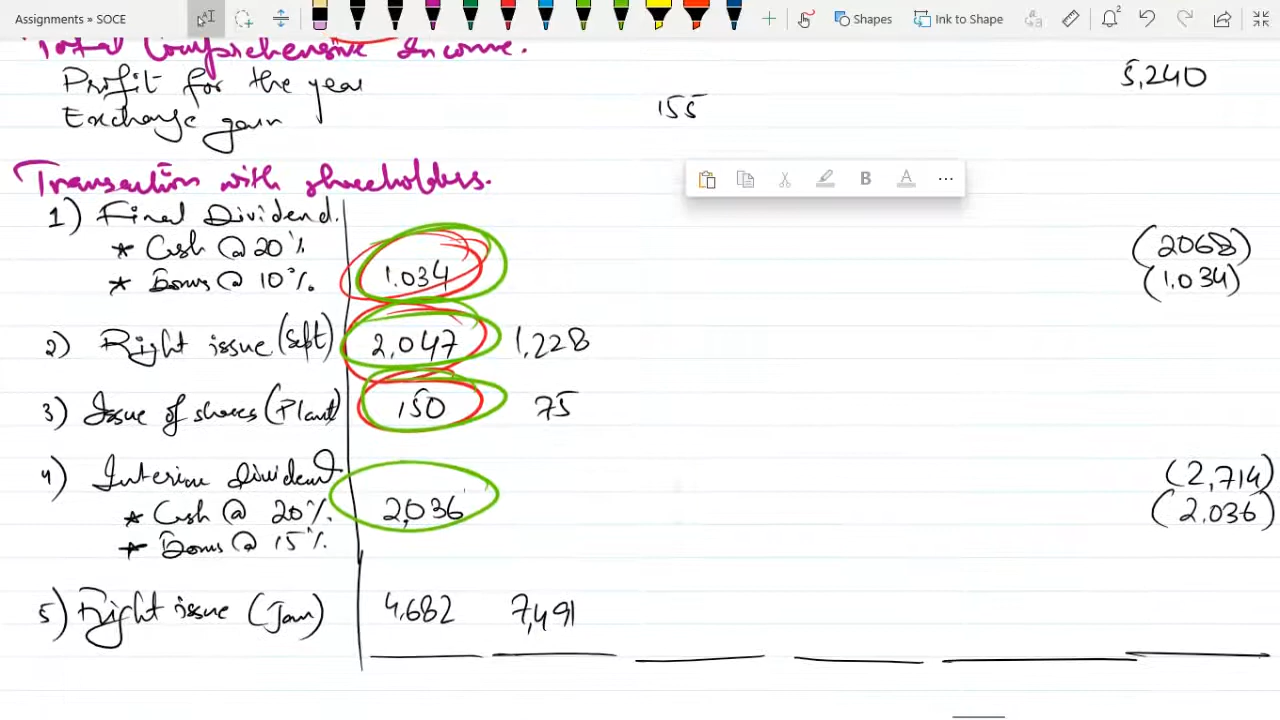 Assignments » SOCE
Shapes
Ink to Shape
Total Comprehensive Income.
Profit for the year 5,240
Exchange gain 155
Transaction with shareholders.
B A ...
1) Final Dividend.
* Cash @ 20% (2068)
* Bonus @ 10%. 1.034 (1.034)
2) Right issue (Sept) 2,047 1,228
3) Issue of shares (Plant) 150 75
4) Interim Dividend (2,714)
* Cash @ 20%. 2,036 (2.036)
* Bonus @ 15%.
5) Right issue (Jan) 4,682 7,491